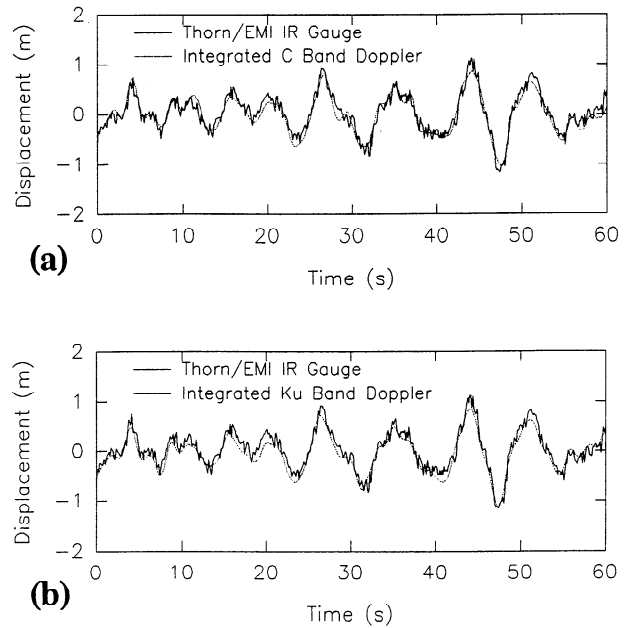 2
Thorn/EMI IR Gauge
1
Integrated C Band Doppler
0
-1
-2
Displacement (m)
0 10 20 30 40 50 60
(a)
Time (s)
2
Thorn/EMI IR Gauge
1
Integrated Ku Band Doppler
0
-1
-2
Displacement (m)
0 10 20 30 40 50 60
(b)
Time (s)